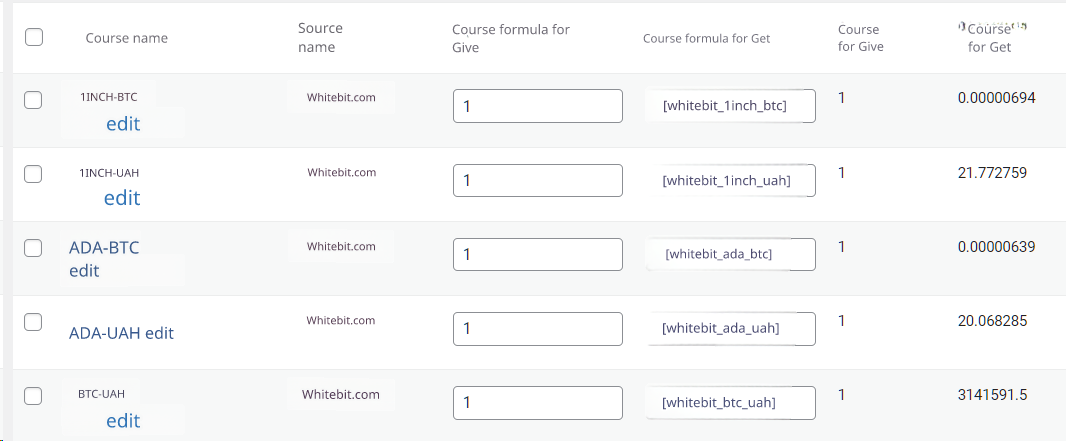 Course name
Source
name
Course formula for
Give
Course formula for Get
Course
for Give
Course
for Get
1INCH-BTC
edit
Whitebit.com
1
[whitebit_1inch_btc]
1
0.00000694
1INCH-UAH
edit
Whitebit.com
1
[whitebit_1inch_uah]
1
21.772759
ADA-BTC
edit
Whitebit.com
1
[whitebit_ada_btc]
1
0.00000639
ADA-UAH edit
Whitebit.com
1
[whitebit_ada_uah]
1
20.068285
BTC-UAH
edit
Whitebit.com
1
[whitebit_btc_uah]
1
3141591.5